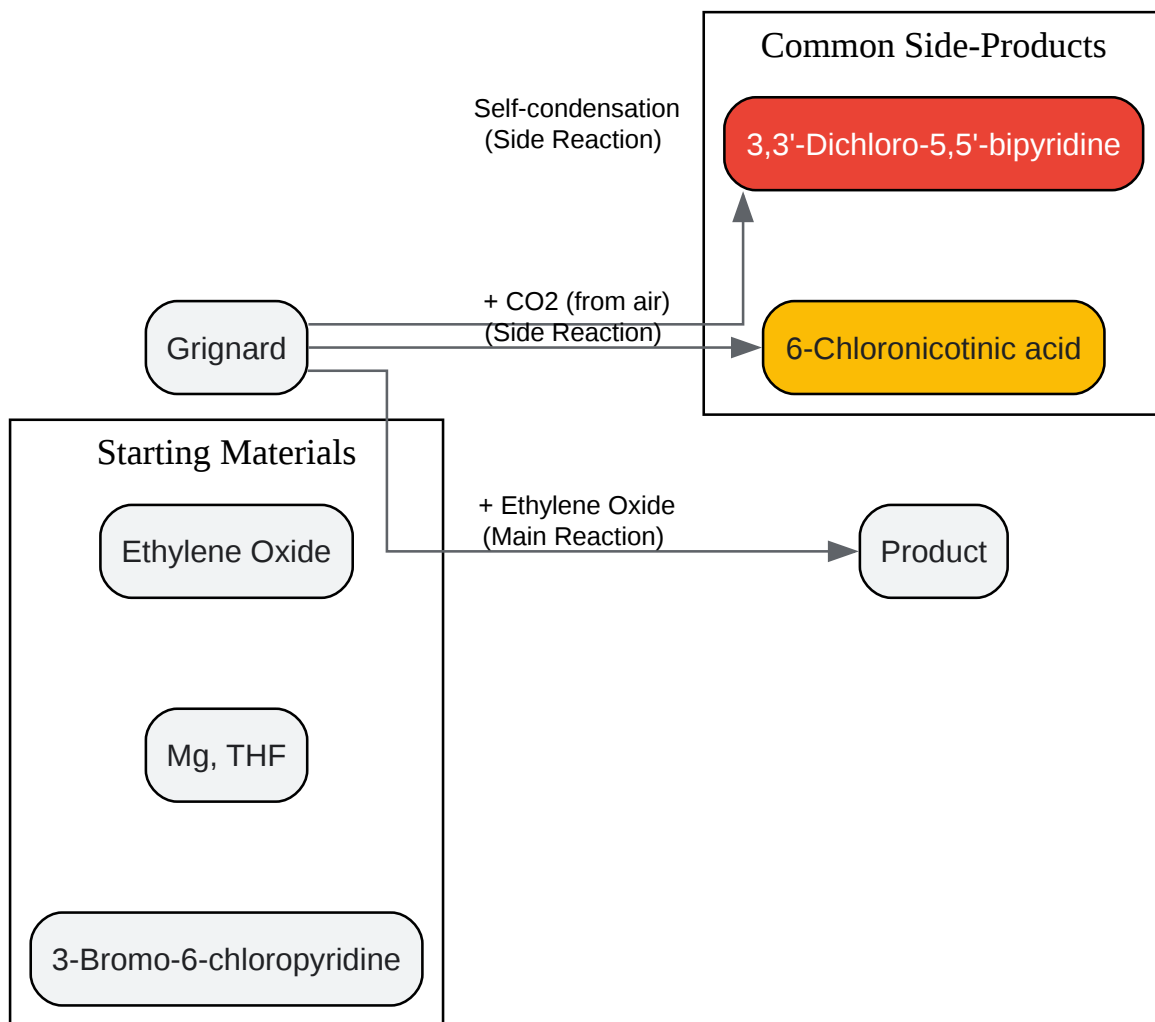 Common Side-Products
Self-condensation
(Side Reaction)
3,3'-Dichloro-5,5'-bipyridine
+ CO2 (from air)
(Side Reaction)
Grignard
6-Chloronicotinic acid
Starting Materials
+ Ethylene Oxide
(Main Reaction)
Ethylene Oxide
Product
Mg, THF
3-Bromo-6-chloropyridine